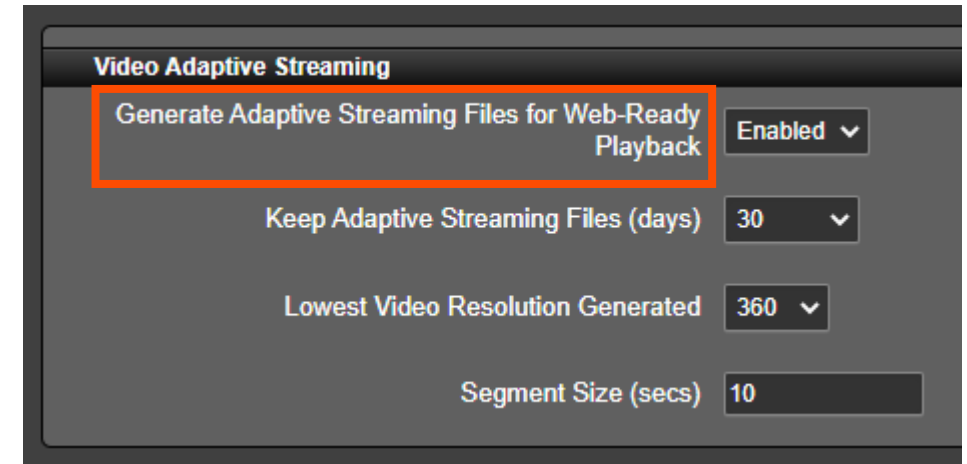 Video Adaptive Streaming
Generate Adaptive Streaming Files for Web-Ready
Playback
Enabled
Keep Adaptive Streaming Files (days) 30
Lowest Video Resolution Generated 360
Segment Size (secs) 10